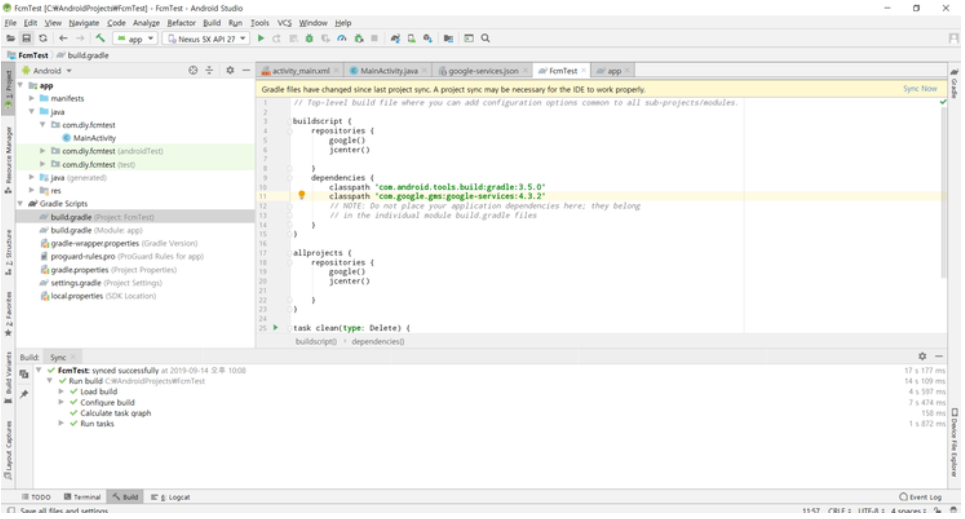 FcmTest [C:₩AndroidProjects₩FcmTest] - FcmTest - Android Studio
File Edit View Navigate Code Analyze Refactor Build Run Tools VCS Window Help
app Nexus 5X API 27
FcmTest build.gradle
Android
activity_main.xml MainActivity.java google-services.json FcmTest app
Gradle files have changed since last project sync. A project sync may be necessary for the IDE to work properly. Sync Now
app
manifests
java
com.diy.fcmtest
MainActivity
com.diy.fcmtest (androidTest)
com.diy.fcmtest (test)
java (generated)
res
Gradle Scripts
build.gradle (Project: FcmTest)
build.gradle (Module: app)
gradle-wrapper.properties (Gradle Version)
proguard-rules.pro (ProGuard Rules for app)
gradle.properties (Project Properties)
settings.gradle (Project Settings)
local.properties (SDK Location)
1 // Top-level build file where you can add configuration options common to all sub-projects/modules.
2
3 buildscript {
4 repositories {
5 google()
6 jcenter()
7
8 }
9 dependencies {
10 classpath 'com.android.tools.build:gradle:3.5.0'
11 classpath 'com.google.gms:google-services:4.3.2'
12 // NOTE: Do not place your application dependencies here; they belong
13 // in the individual module build.gradle files
14 }
15 }
16
17 allprojects {
18 repositories {
19 google()
20 jcenter()
21
22 }
23 }
24
25 task clean(type: Delete) {
buildscript{} dependencies{}
1: Project
Resource Manager
Z: Structure
2: Favorites
Build Variants
Layout Captures
Gradle
Device File Explorer
Build: Sync
FcmTest: synced successfully at 2019-09-14 오후 10:08 17 s 177 ms
Run build C:₩AndroidProjects₩FcmTest 14 s 109 ms
Load build 4 s 597 ms
Configure build 7 s 474 ms
Calculate task graph 158 ms
Run tasks 1 s 872 ms
TODO Terminal Build 6: Logcat Event Log
Save all files and settings 11:57 CRLF UTF-8 4 spaces